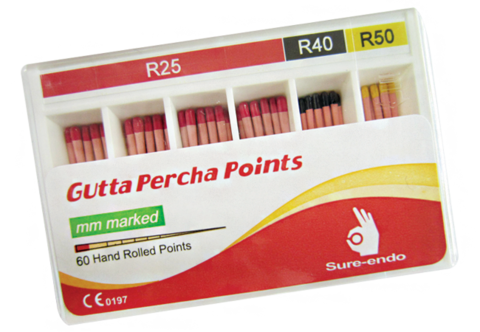 R25
R40
R50
Gutta Percha Points
mm marked
60 Hand Rolled Points
CE 0197
Sure-endo